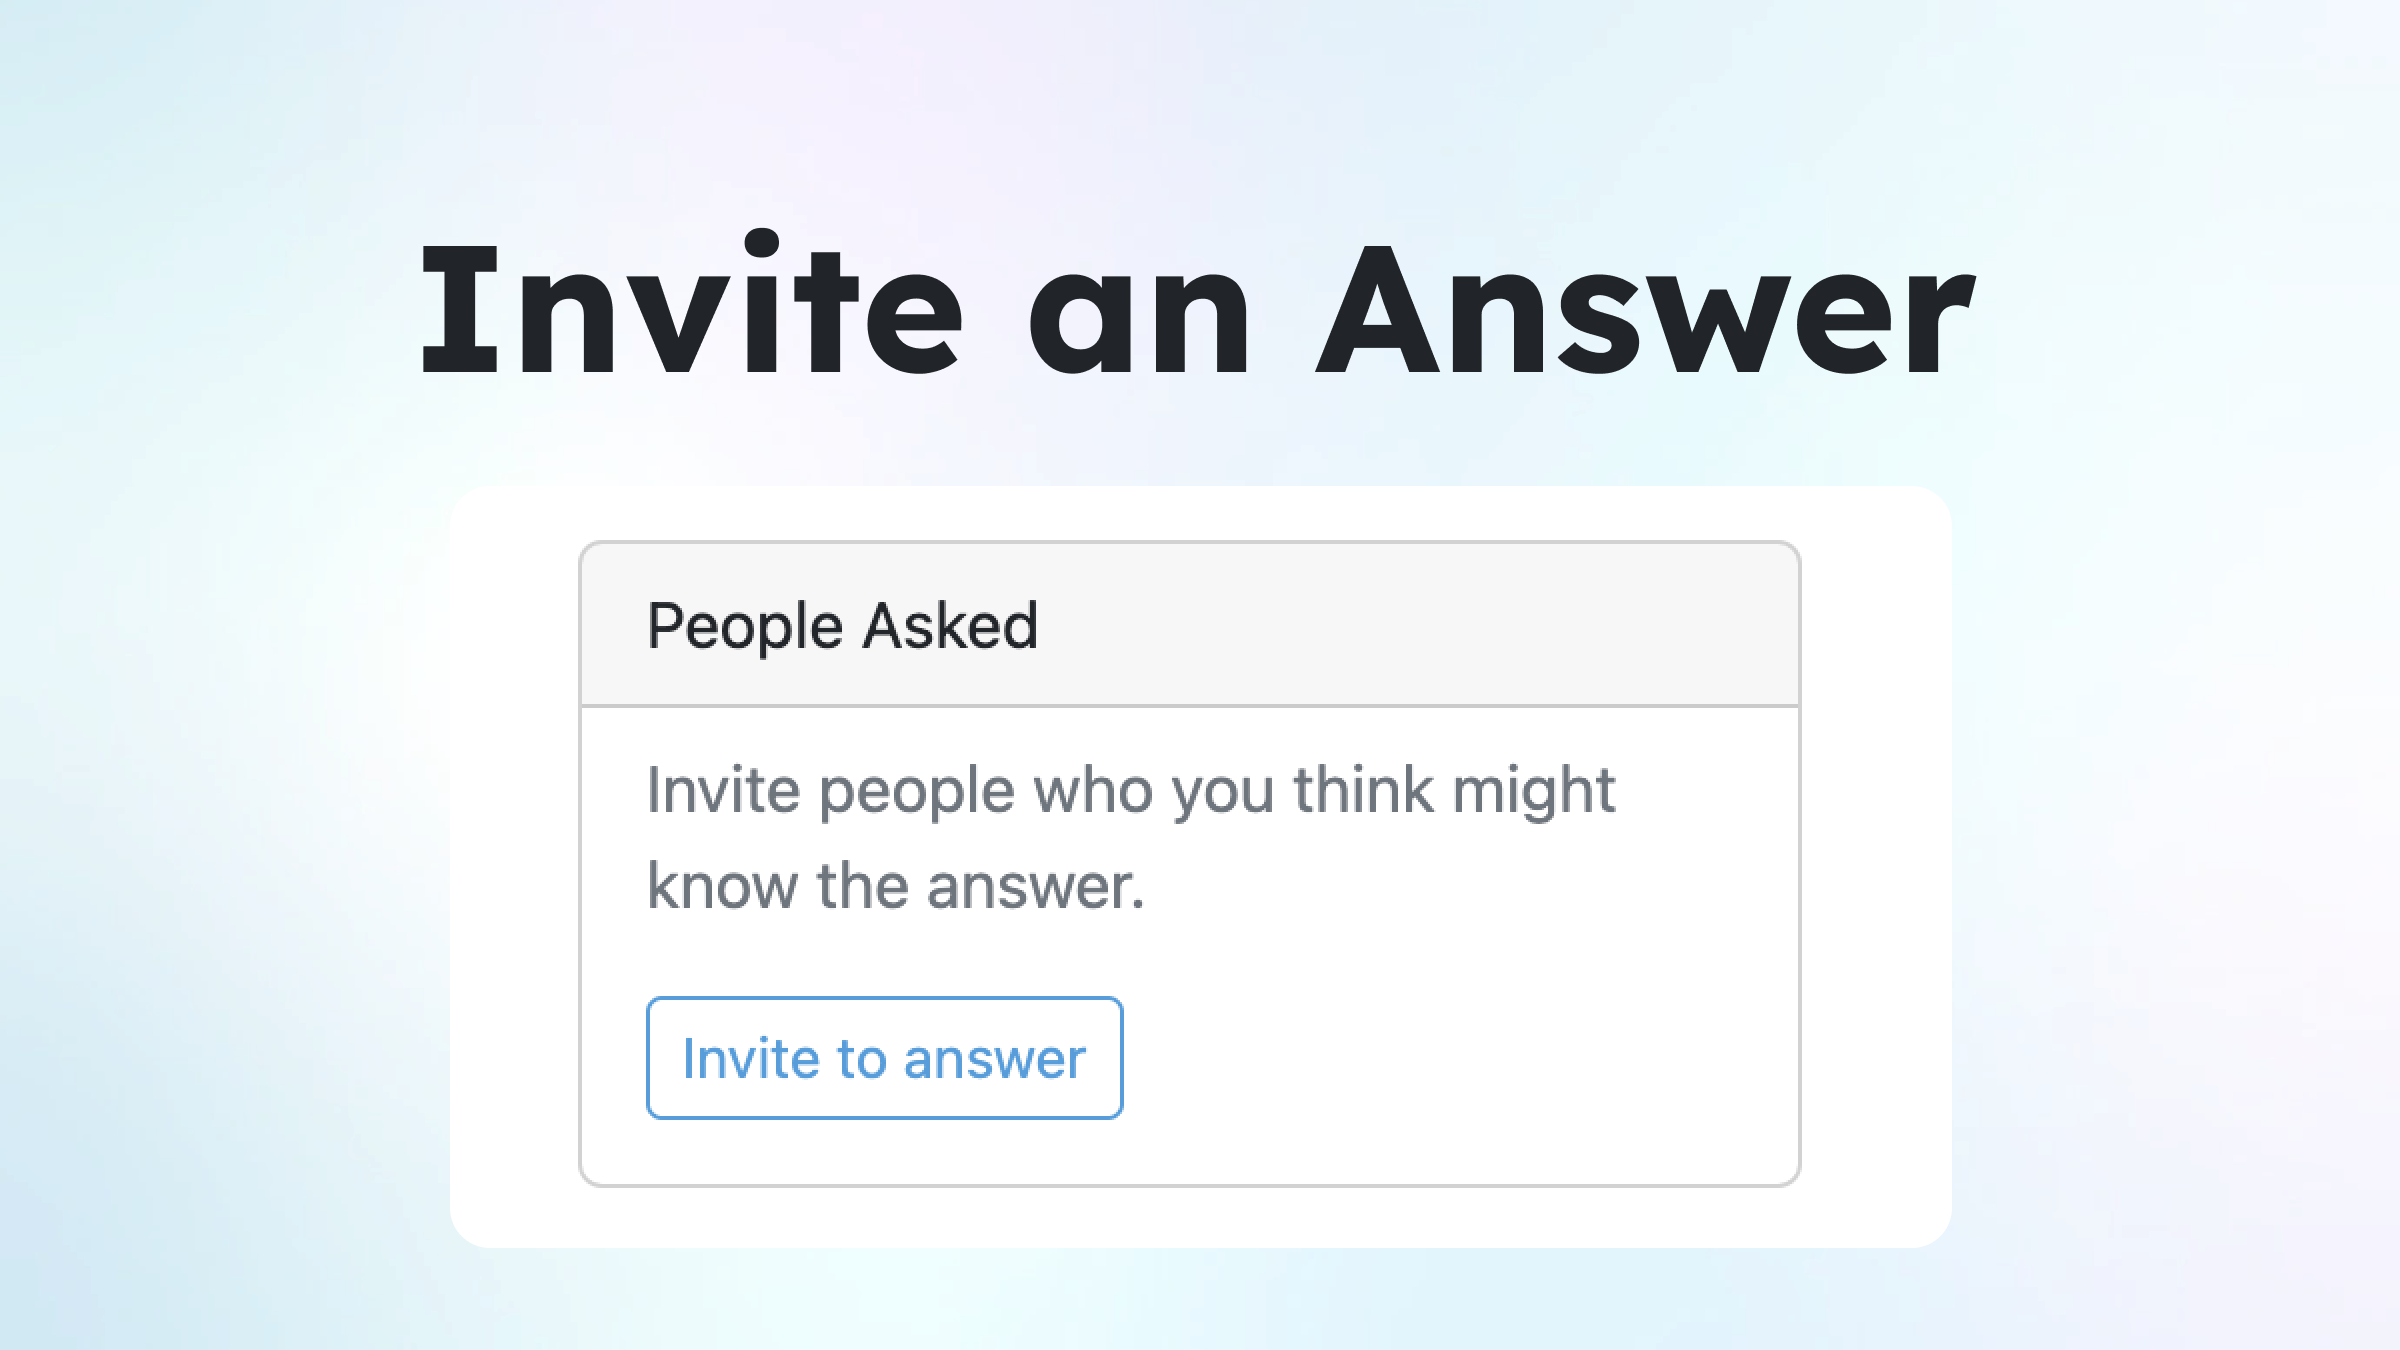 Invite an Answer
People Asked
Invite people who you think might
know the answer.
Invite to answer